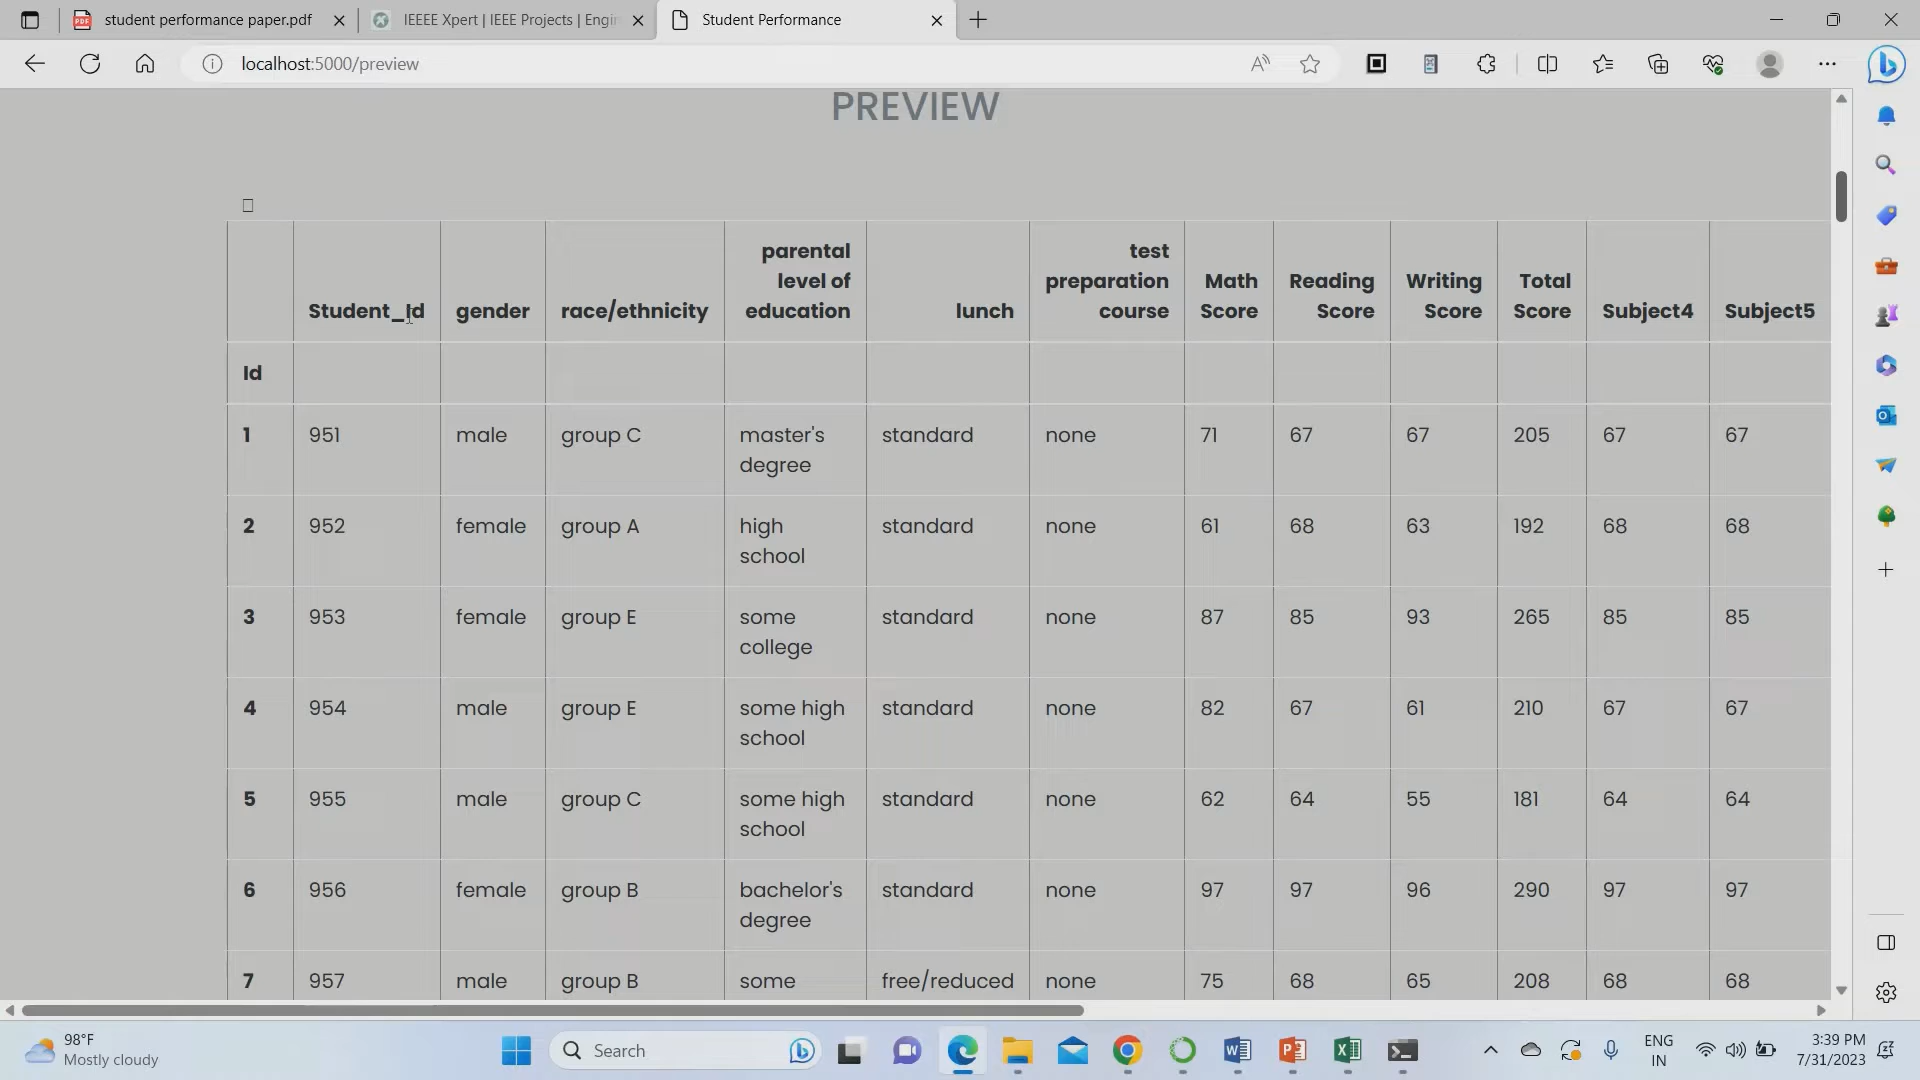 student performance paper.pdf
IEEEE Xpert | IEEE Projects | Engin
Student Performance
localhost:5000/preview
PREVIEW
Student_Id gender race/ethnicity parental level of education lunch test preparation course Math Score Reading Score Writing Score Total Score Subject4 Subject5
Id
1 951 male group C master's degree standard none 71 67 67 205 67 67
2 952 female group A high school standard none 61 68 63 192 68 68
3 953 female group E some college standard none 87 85 93 265 85 85
4 954 male group E some high school standard none 82 67 61 210 67 67
5 955 male group C some high school standard none 62 64 55 181 64 64
6 956 female group B bachelor's degree standard none 97 97 96 290 97 97
7 957 male group B some free/reduced none 75 68 65 208 68 68
98°F
Mostly cloudy
Search
ENG
IN
3:39 PM
7/31/2023